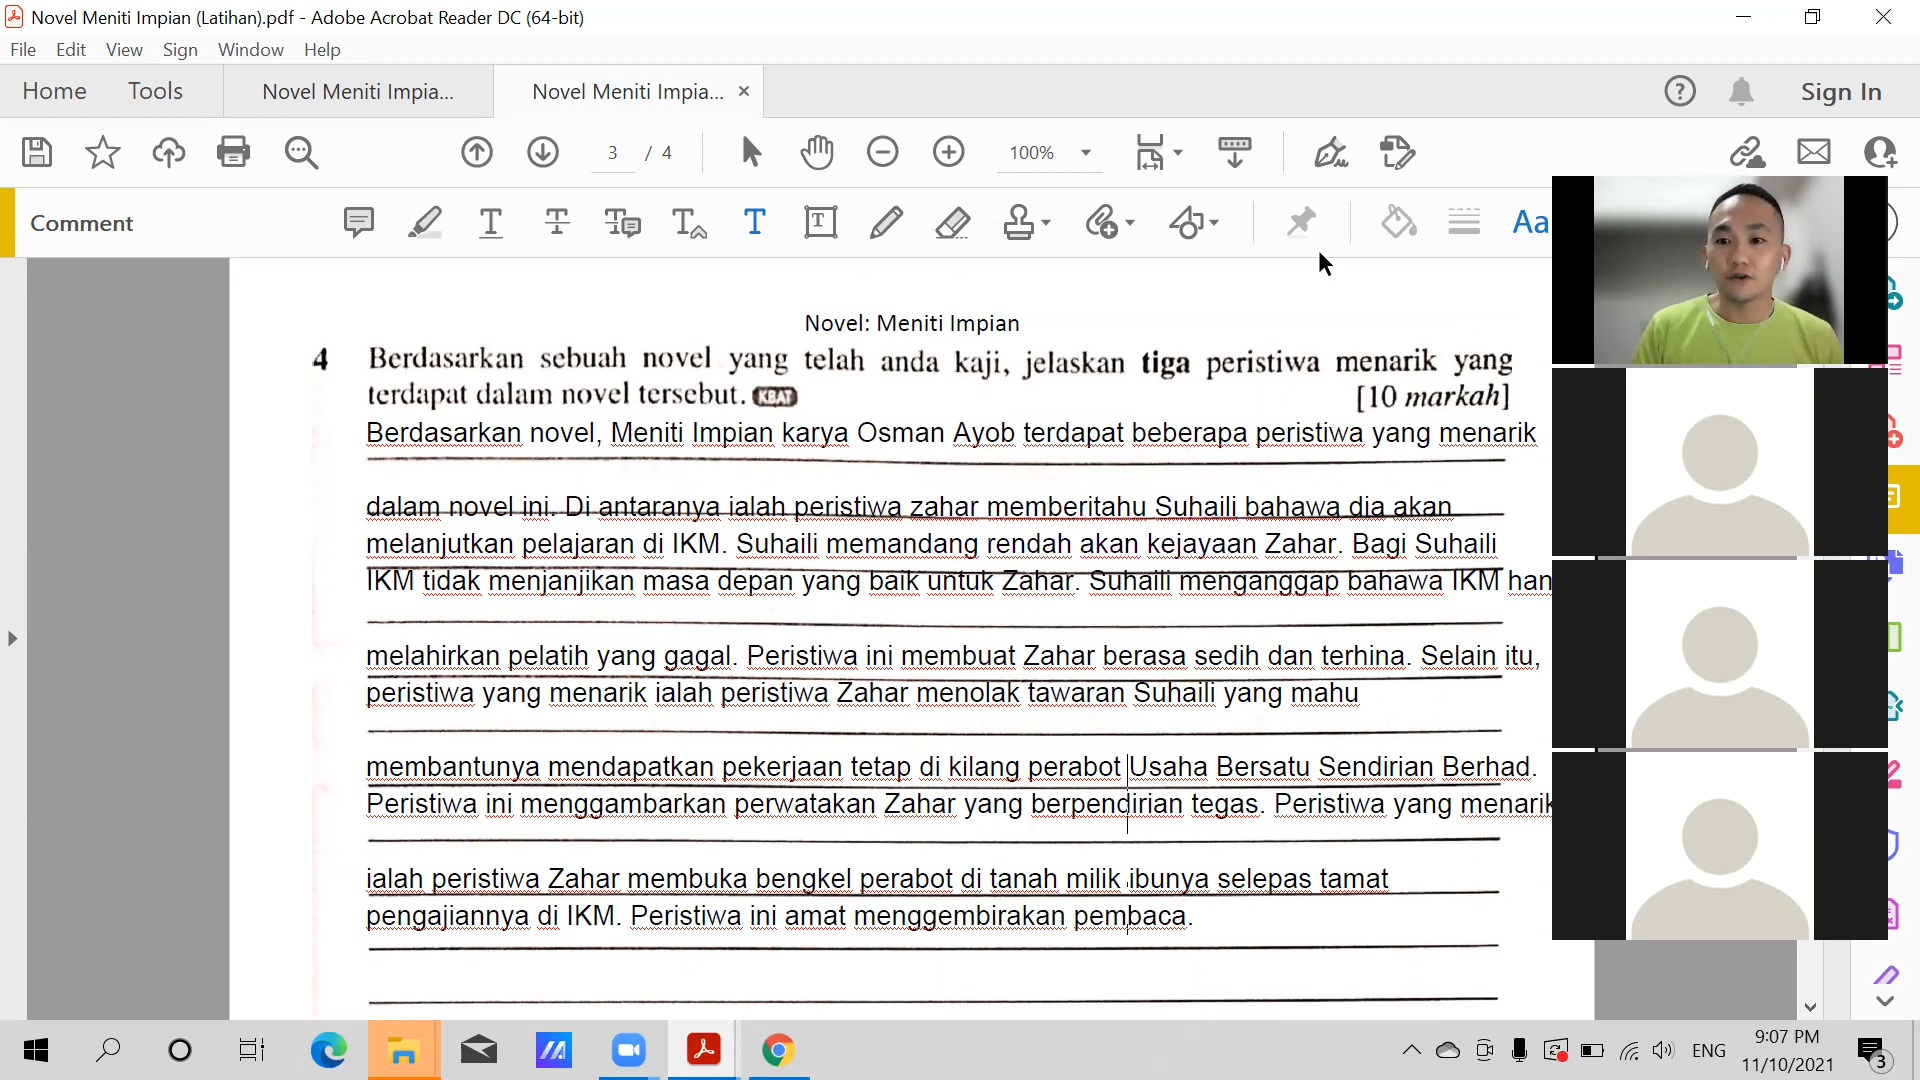 Novel Meniti Impian (Latihan).pdf - Adobe Acrobat Reader DC (64-bit)
File Edit View Sign Window Help
Home Tools Novel Meniti Impia... Novel Meniti Impia... × Sign In
3 / 4 100%
Comment Aa
Novel: Meniti Impian
4 Berdasarkan sebuah novel yang telah anda kaji, jelaskan tiga peristiwa menarik yang
terdapat dalam novel tersebut. KBAT [10 markah]
Berdasarkan novel, Meniti Impian karya Osman Ayob terdapat beberapa peristiwa yang menarik
dalam novel ini. Di antaranya ialah peristiwa zahar memberitahu Suhaili bahawa dia akan
melanjutkan pelajaran di IKM. Suhaili memandang rendah akan kejayaan Zahar. Bagi Suhaili
IKM tidak menjanjikan masa depan yang baik untuk Zahar. Suhaili menganggap bahawa IKM han
melahirkan pelatih yang gagal. Peristiwa ini membuat Zahar berasa sedih dan terhina. Selain itu,
peristiwa yang menarik ialah peristiwa Zahar menolak tawaran Suhaili yang mahu
membantunya mendapatkan pekerjaan tetap di kilang perabot Usaha Bersatu Sendirian Berhad.
Peristiwa ini menggambarkan perwatakan Zahar yang berpendirian tegas. Peristiwa yang menarik
ialah peristiwa Zahar membuka bengkel perabot di tanah milik ibunya selepas tamat
pengajiannya di IKM. Peristiwa ini amat menggembirakan pembaca.
ENG
9:07 PM
11/10/2021
3